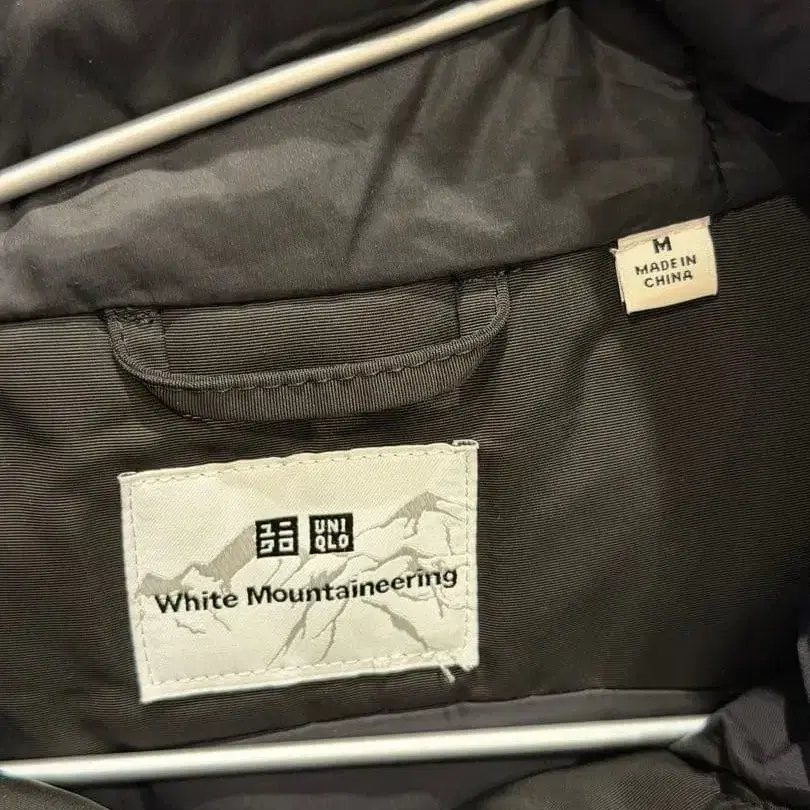 M
MADE IN
CHINA
ユニ UNI
クロ QLO
White Mountaineering